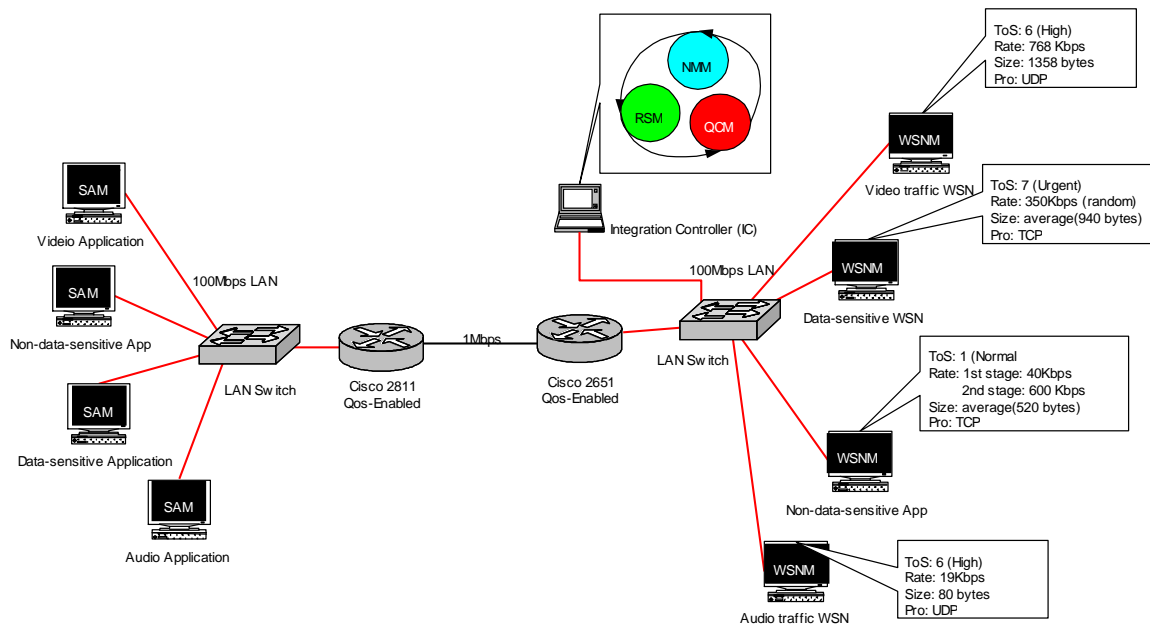 NMM
RSM
QCM
Integration Controller (IC)
ToS: 6 (High)
Rate: 768 Kbps
Size: 1358 bytes
Pro: UDP
WSNM
Video traffic WSN
ToS: 7 (Urgent)
Rate: 350Kbps (random)
Size: average(940 bytes)
Pro: TCP
WSNM
Data-sensitive WSN
ToS: 1 (Normal
Rate: 1st stage: 40Kbps
2nd stage: 600 Kbps
Size: average(520 bytes)
Pro: TCP
WSNM
Non-data-sensitive App
ToS: 6 (High)
Rate: 19Kbps
Size: 80 bytes
Pro: UDP
WSNM
Audio traffic WSN
SAM
Videio Application
SAM
Non-data-sensitive App
SAM
Data-sensitive Application
SAM
Audio Application
100Mbps LAN
LAN Switch
Cisco 2811
Qos-Enabled
1Mbps
Cisco 2651
Qos-Enabled
100Mbps LAN
LAN Switch